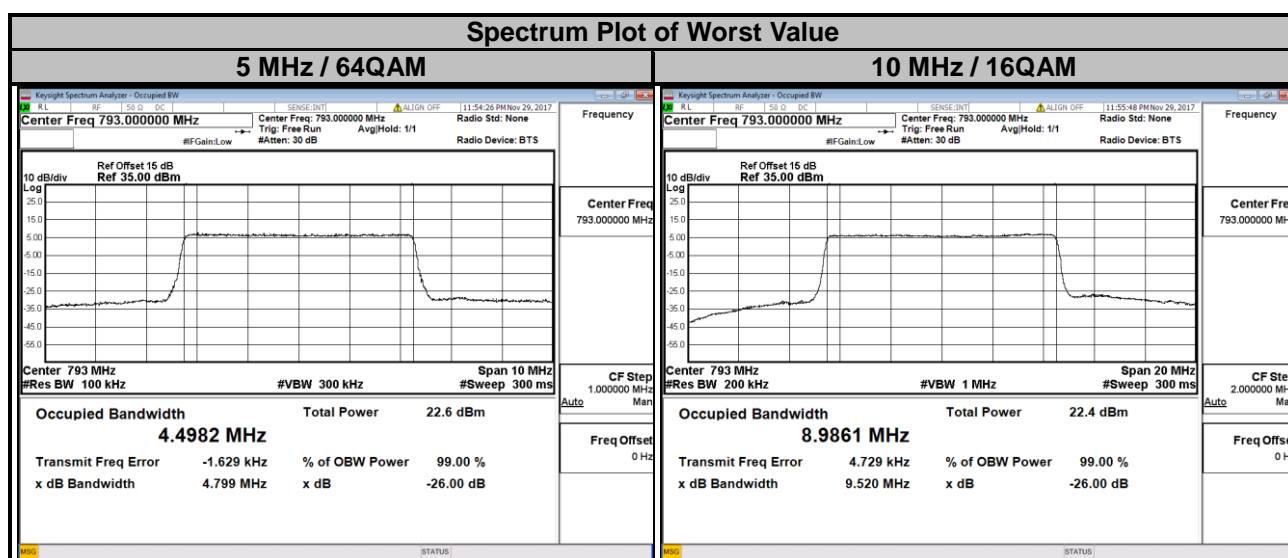 Spectrum Plot of Worst Value
5 MHz / 64QAM
10 MHz / 16QAM
Keysight Spectrum Analyzer - Occupied BW
RL RF 50 Ω DC SENSE:INT ALIGN OFF 11:54:26 PM Nov 29, 2017
Center Freq 793.000000 MHz
Center Freq: 793.000000 MHz
Radio Std: None
Trig: Free Run Avg|Hold: 1/1
#IFGain:Low #Atten: 30 dB Radio Device: BTS
Ref Offset 15 dB
10 dB/div Ref 35.00 dBm
Log
25.0
15.0
5.00
-5.00
-15.0
-25.0
-35.0
-45.0
-55.0
Center 793 MHz Span 10 MHz
#Res BW 100 kHz #VBW 300 kHz #Sweep 300 ms
Occupied Bandwidth Total Power 22.6 dBm
4.4982 MHz
Transmit Freq Error -1.629 kHz % of OBW Power 99.00 %
x dB Bandwidth 4.799 MHz x dB -26.00 dB
MSG STATUS
Frequency
Center Freq
793.000000 MHz
CF Step
1.000000 MHz
Auto Man
Freq Offset
0 Hz
Keysight Spectrum Analyzer - Occupied BW
RL RF 50 Ω DC SENSE:INT ALIGN OFF 11:55:48 PM Nov 29, 2017
Center Freq 793.000000 MHz
Center Freq: 793.000000 MHz
Radio Std: None
Trig: Free Run Avg|Hold: 1/1
#IFGain:Low #Atten: 30 dB Radio Device: BTS
Ref Offset 15 dB
10 dB/div Ref 35.00 dBm
Log
25.0
15.0
5.00
-5.00
-15.0
-25.0
-35.0
-45.0
-55.0
Center 793 MHz Span 20 MHz
#Res BW 200 kHz #VBW 1 MHz #Sweep 300 ms
Occupied Bandwidth Total Power 22.4 dBm
8.9861 MHz
Transmit Freq Error 4.729 kHz % of OBW Power 99.00 %
x dB Bandwidth 9.520 MHz x dB -26.00 dB
MSG STATUS
Frequency
Center Fre
793.000000 MH
CF Ste
2.000000 MH
Auto Ma
Freq Offse
0 H